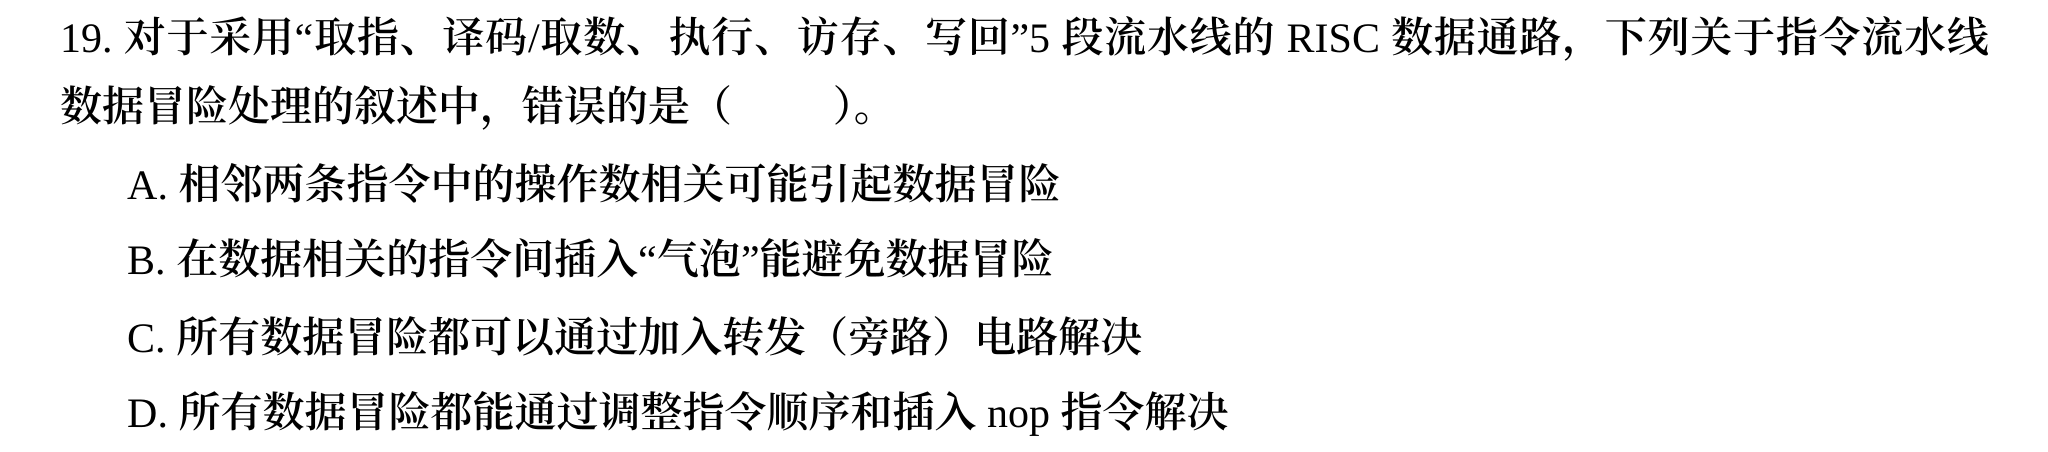 19. 对于采用“取指、译码/取数、执行、访存、写回”5 段流水线的 RISC 数据通路，下列关于指令流水线
数据冒险处理的叙述中，错误的是（　　）。
A. 相邻两条指令中的操作数相关可能引起数据冒险
B. 在数据相关的指令间插入“气泡”能避免数据冒险
C. 所有数据冒险都可以通过加入转发（旁路）电路解决
D. 所有数据冒险都能通过调整指令顺序和插入 nop 指令解决